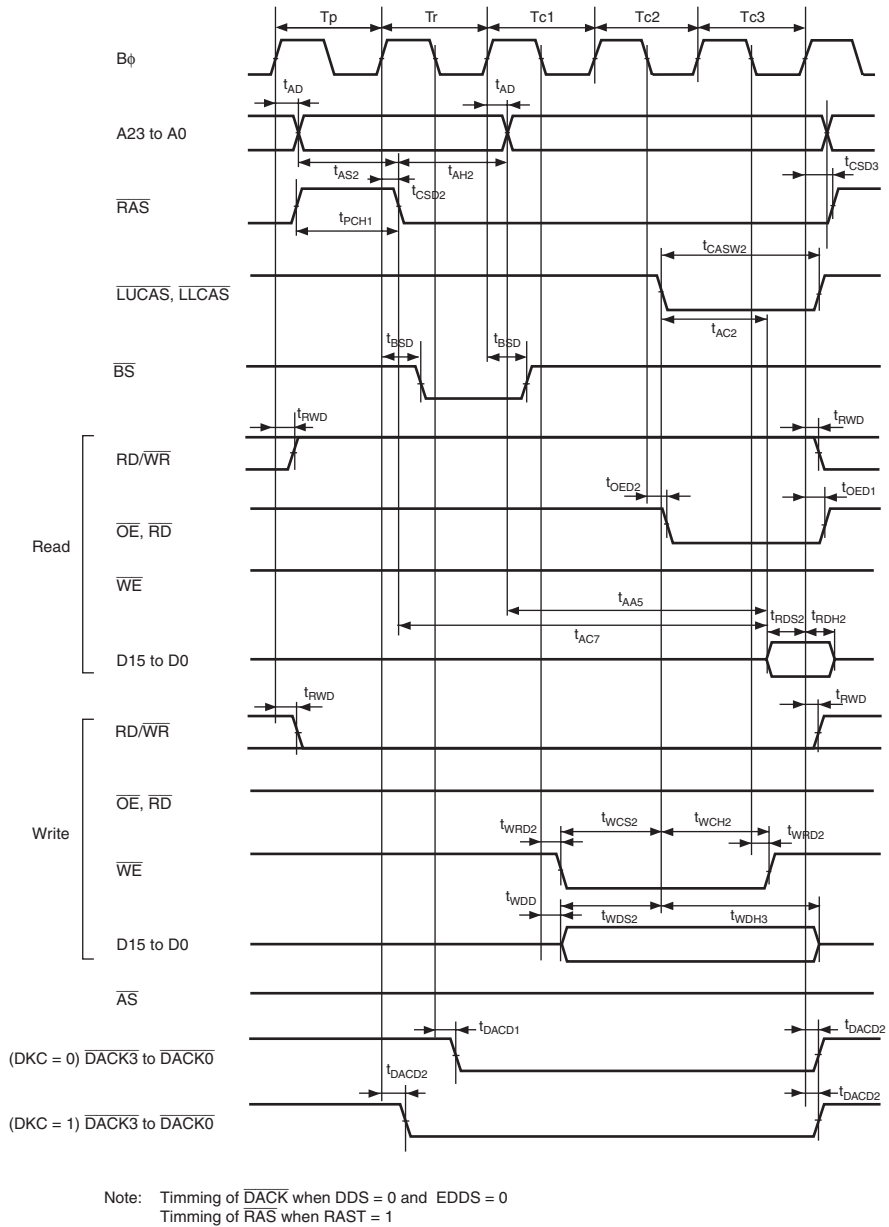 Tp Tr Tc1 Tc2 Tc3
Bϕ
tAD tAD
A23 to A0
tAS2 tAH2 tCSD3
tCSD2
RAS
tPCH1
tCASW2
LUCAS, LLCAS
tAC2
tBSD tBSD
BS
tRWD tRWD
RD/WR
tOED2 tOED1
OE, RD
Read
WE
tAA5 tRDS2 tRDH2
tAC7
D15 to D0
tRWD tRWD
RD/WR
OE, RD
Write
tWRD2 tWCS2 tWCH2 tWRD2
WE
tWDD tWDS2 tWDH3
D15 to D0
AS
tDACD1 tDACD2
(DKC = 0) DACK3 to DACK0
tDACD2 tDACD2
(DKC = 1) DACK3 to DACK0
Note: Timming of DACK when DDS = 0 and EDDS = 0
Timming of RAS when RAST = 1